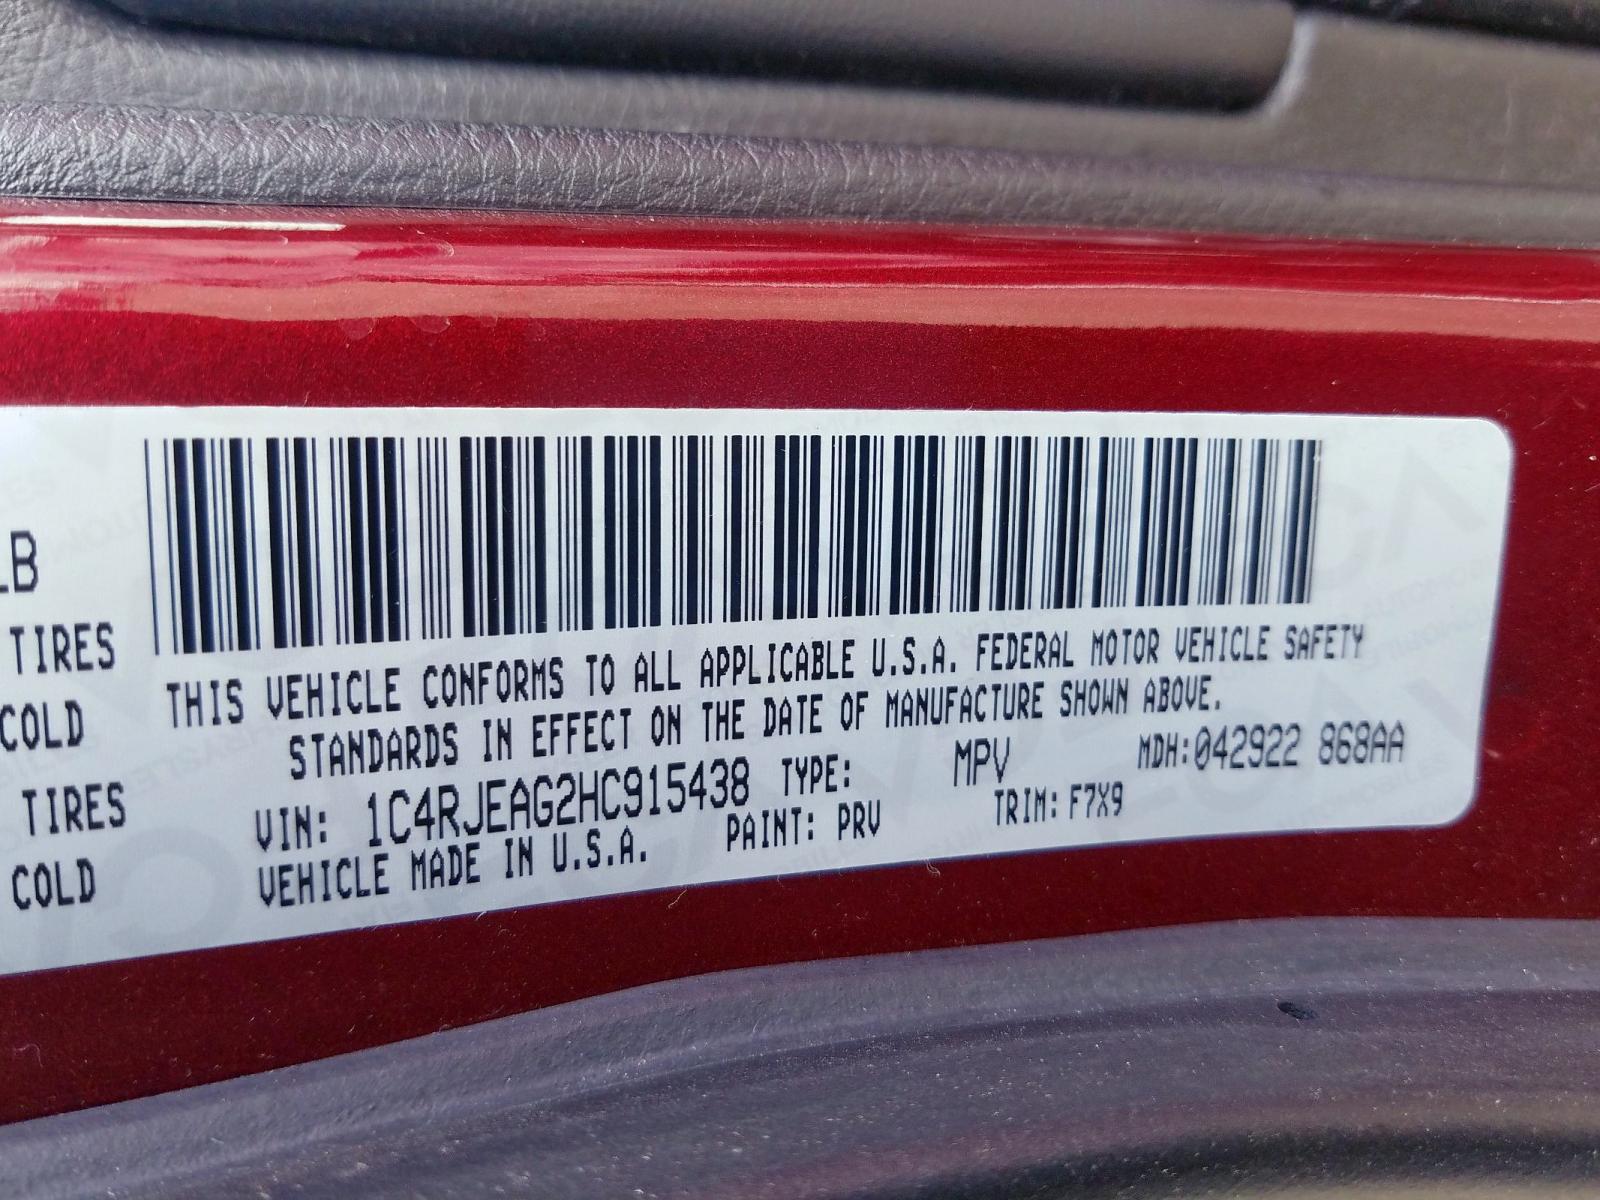 LB
TIRES
COLD
TIRES
COLD
THIS VEHICLE CONFORMS TO ALL APPLICABLE U.S.A. FEDERAL MOTOR VEHICLE SAFETY
STANDARDS IN EFFECT ON THE DATE OF MANUFACTURE SHOWN ABOVE.
VIN: 1C4RJEAG2HC915438 TYPE: MPV MDH:042922 868AA
VEHICLE MADE IN U.S.A. PAINT: PRV TRIM: F7X9